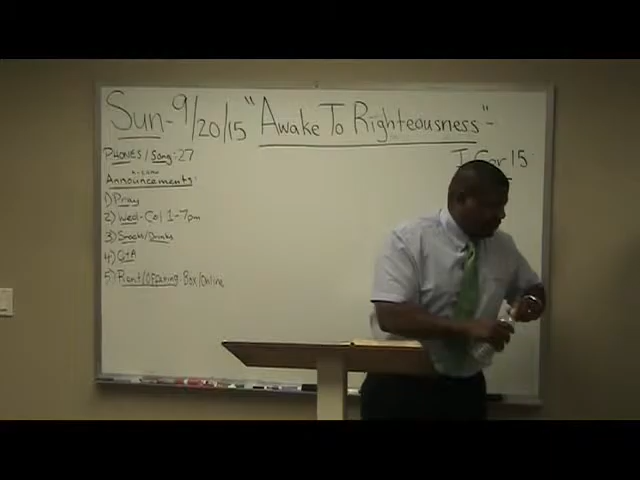 Sun-9/20/15 "Awake To Righteousness"-
I Cor 15
PHONES/Song: 27
Announcements:
1) Pray
2) Wed-Col 1-7pm
3) Snacks/Drinks
4) Q+A
5) Permit/Offering-Box/Online